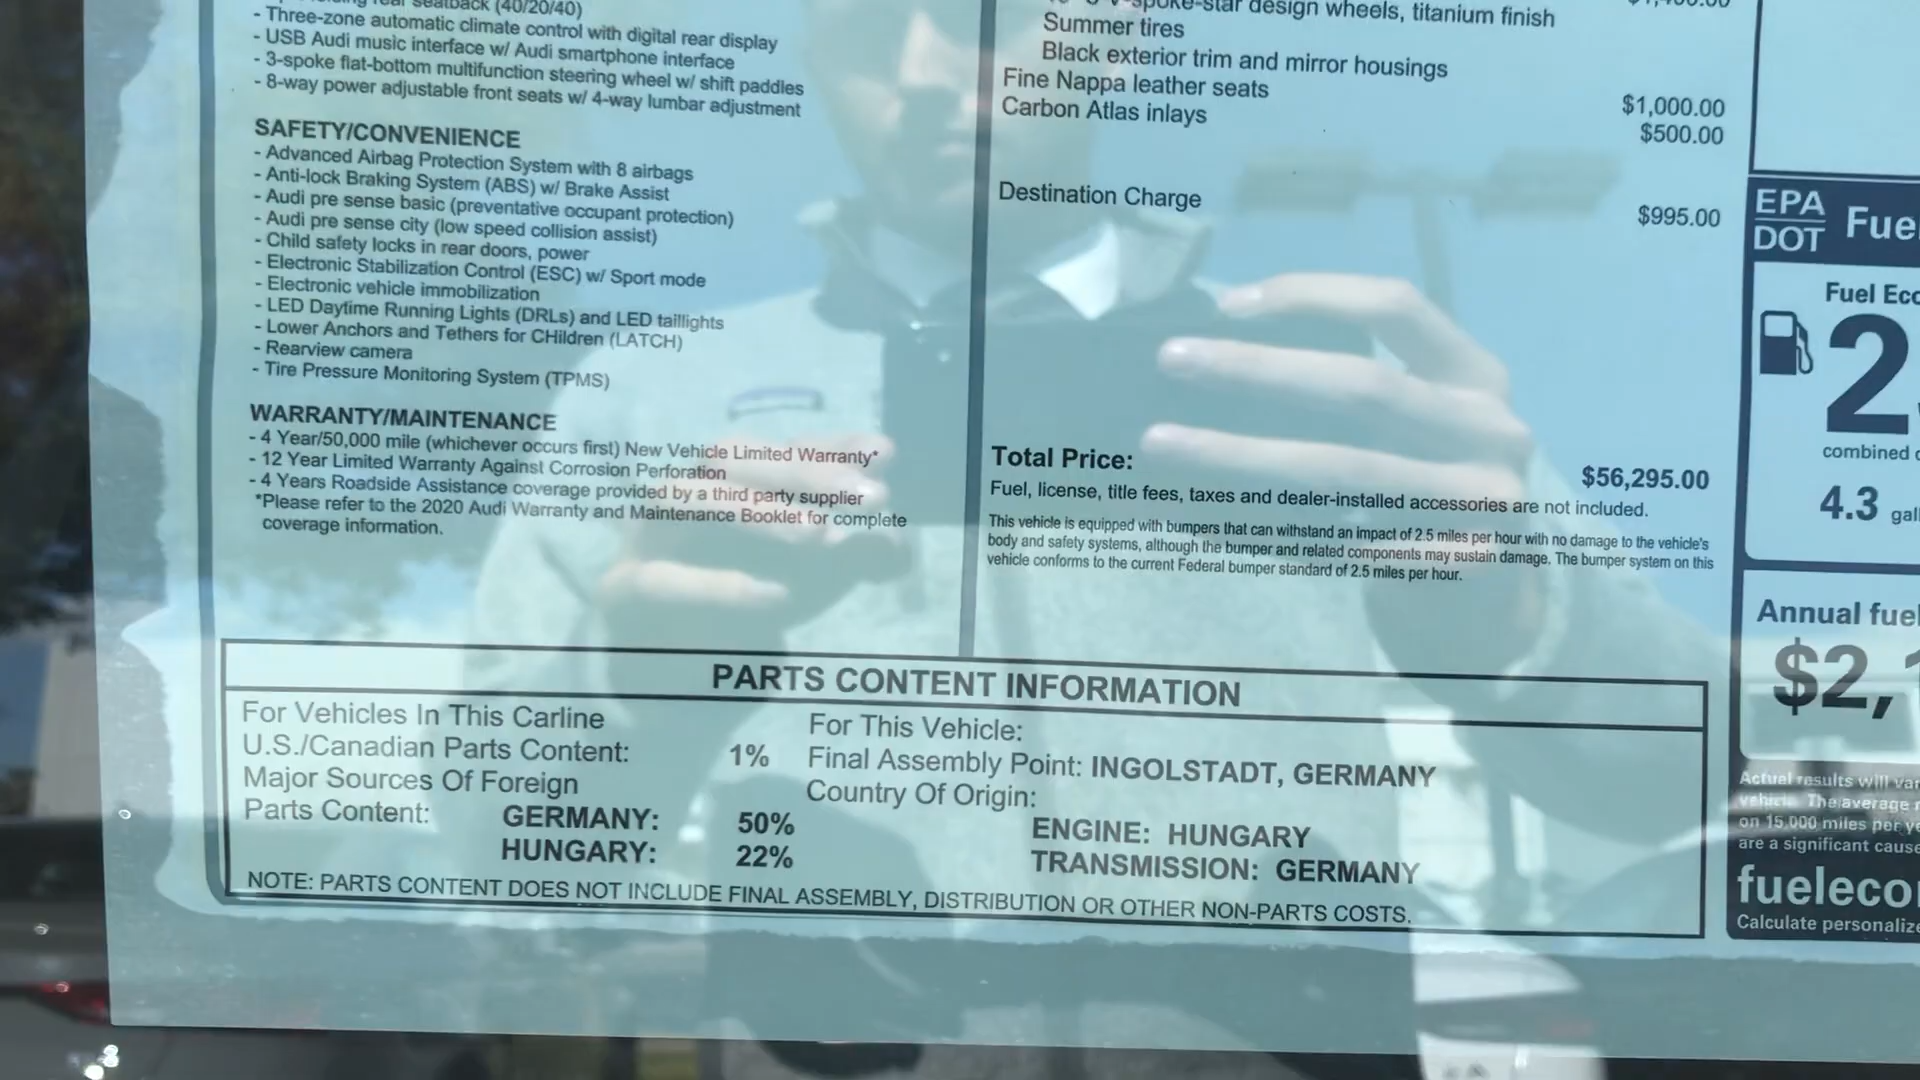 seatback (40/20/40)
- Three-zone automatic climate control with digital rear display
- USB Audi music interface w/ Audi smartphone interface
- 3-spoke flat-bottom multifunction steering wheel w/ shift paddles
- 8-way power adjustable front seats w/ 4-way lumbar adjustment
SAFETY/CONVENIENCE
- Advanced Airbag Protection System with 8 airbags
- Anti-lock Braking System (ABS) w/ Brake Assist
- Audi pre sense basic (preventative occupant protection)
- Audi pre sense city (low speed collision assist)
- Child safety locks in rear doors, power
- Electronic Stabilization Control (ESC) w/ Sport mode
- Electronic vehicle immobilization
- LED Daytime Running Lights (DRLs) and LED taillights
- Lower Anchors and Tethers for CHildren (LATCH)
- Rearview camera
- Tire Pressure Monitoring System (TPMS)
WARRANTY/MAINTENANCE
- 4 Year/50,000 mile (whichever occurs first) New Vehicle Limited Warranty*
- 12 Year Limited Warranty Against Corrosion Perforation
- 4 Years Roadside Assistance coverage provided by a third party supplier
*Please refer to the 2020 Audi Warranty and Maintenance Booklet for complete
coverage information.
spoke-star design wheels, titanium finish
Summer tires
Black exterior trim and mirror housings
Fine Nappa leather seats $1,000.00
Carbon Atlas inlays $500.00
Destination Charge $995.00
Total Price: $56,295.00
Fuel, license, title fees, taxes and dealer-installed accessories are not included.
This vehicle is equipped with bumpers that can withstand an impact of 2.5 miles per hour with no damage to the vehicle's
body and safety systems, although the bumper and related components may sustain damage. The bumper system on this
vehicle conforms to the current Federal bumper standard of 2.5 miles per hour.
PARTS CONTENT INFORMATION
For Vehicles In This Carline
U.S./Canadian Parts Content: 1%
Major Sources Of Foreign
Parts Content: GERMANY: 50%
HUNGARY: 22%
For This Vehicle:
Final Assembly Point: INGOLSTADT, GERMANY
Country Of Origin:
ENGINE: HUNGARY
TRANSMISSION: GERMANY
NOTE: PARTS CONTENT DOES NOT INCLUDE FINAL ASSEMBLY, DISTRIBUTION OR OTHER NON-PARTS COSTS.
EPA
DOT
Fue
Fuel Eco
2
combined
4.3 gal
Annual fuel
$2,
Actual results will var
vehicle. The average
on 15,000 miles per
are a significant cause
fueleco
Calculate personalize